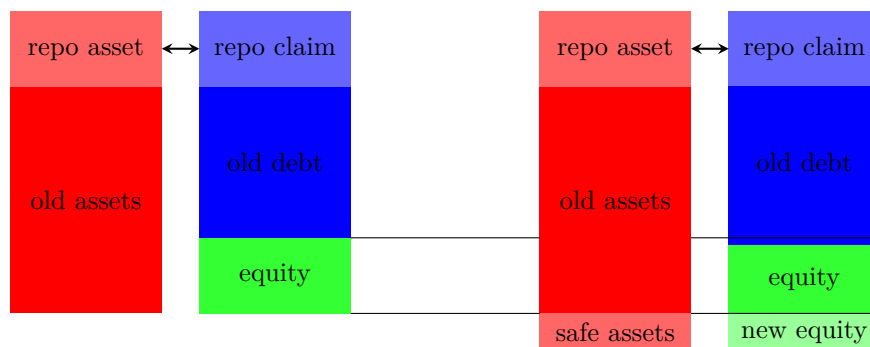 repo asset
repo claim
old debt
old assets
equity
repo asset
repo claim
old debt
old assets
equity
safe assets
new equity